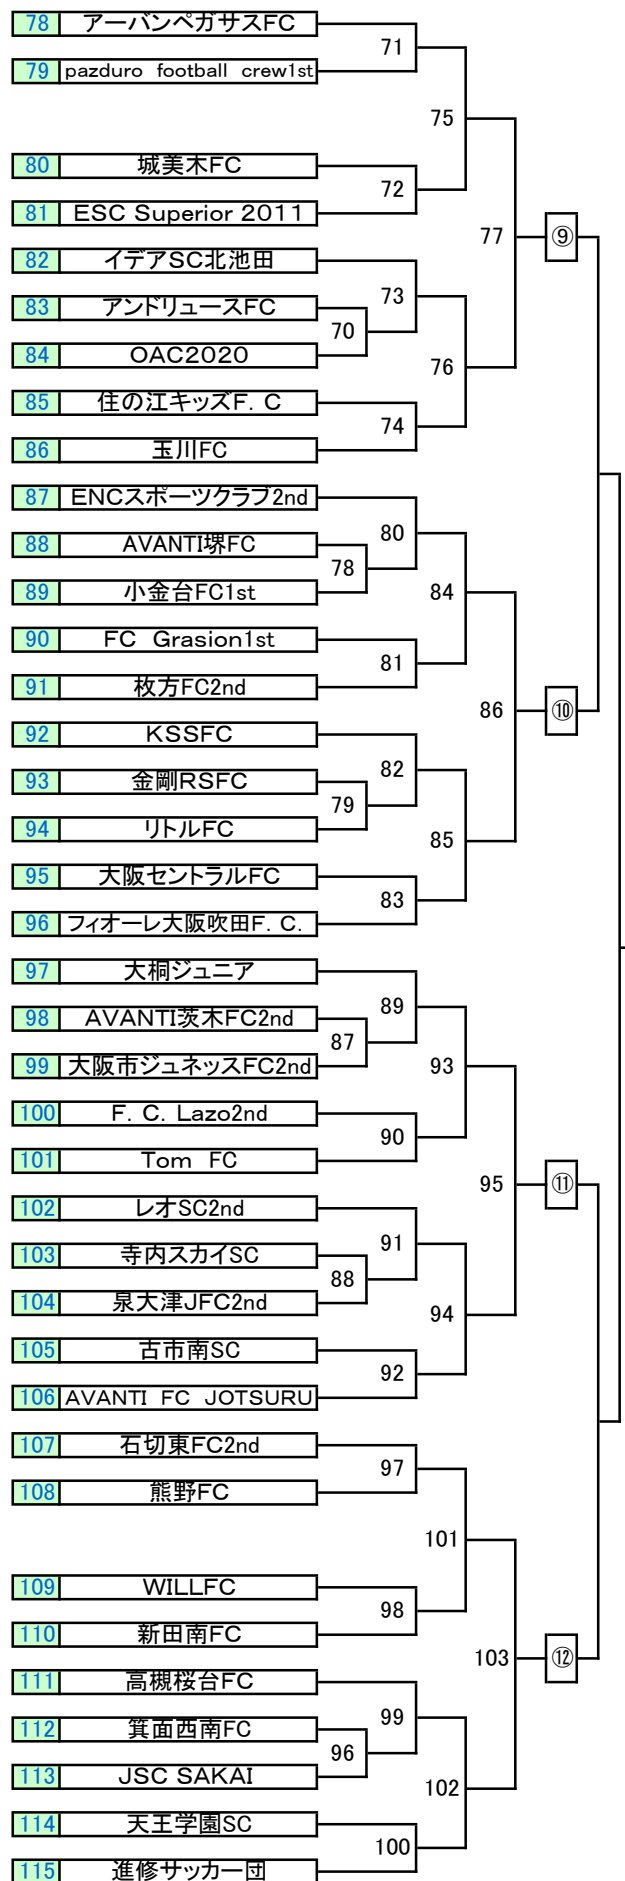 78 アーバンペガサスFC
71
79 pazduro football crew1st
75
80 城美木FC
72
81 ESC Superior 2011
77 ⑨
82 イデアSC北池田
73
83 アンドリュースFC
70
84 OAC2020
76
85 住の江キッズF. C
74
86 玉川FC
87 ENCスポーツクラブ2nd
80
88 AVANTI堺FC
78
89 小金台FC1st
84
90 FC Grasion1st
81
91 枚方FC2nd
86 ⑩
92 KSSFC
82
93 金剛RSFC
79
94 リトルFC
85
95 大阪セントラルFC
83
96 フィオーレ大阪吹田F. C.
97 大桐ジュニア
89
98 AVANTI茨木FC2nd
87
99 大阪市ジュネッスFC2nd
93
100 F. C. Lazo2nd
90
101 Tom FC
95 ⑪
102 レオSC2nd
91
103 寺内スカイSC
88
104 泉大津JFC2nd
94
105 古市南SC
92
106 AVANTI FC JOTSURU
107 石切東FC2nd
97
108 熊野FC
101
109 WILLFC
98
110 新田南FC
103 ⑫
111 高槻桜台FC
99
112 箕面西南FC
96
113 JSC SAKAI
102
114 天王学園SC
100
115 進修サッカー団